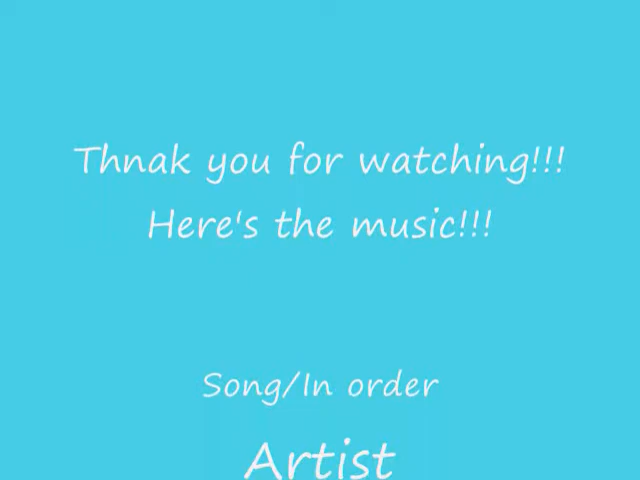 Thnak you for watching!!!
Here's the music!!!
Song/In order
Artist